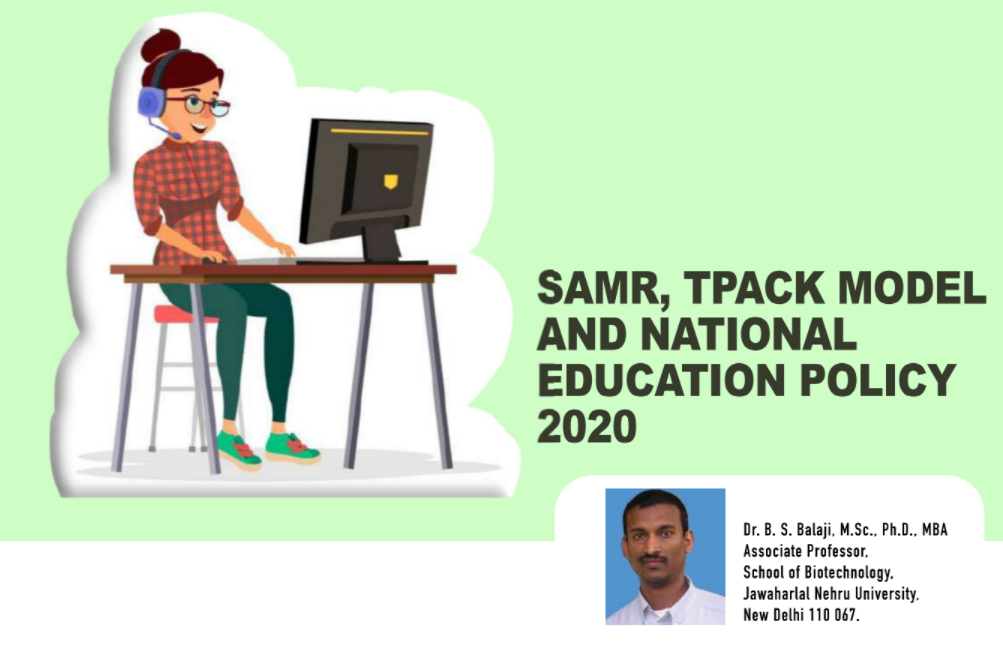 SAMR, TPACK MODEL
AND NATIONAL
EDUCATION POLICY
2020
Dr. B. S. Balaji, M.Sc., Ph.D., MBA
Associate Professor,
School of Biotechnology,
Jawaharlal Nehru University,
New Delhi 110 067.